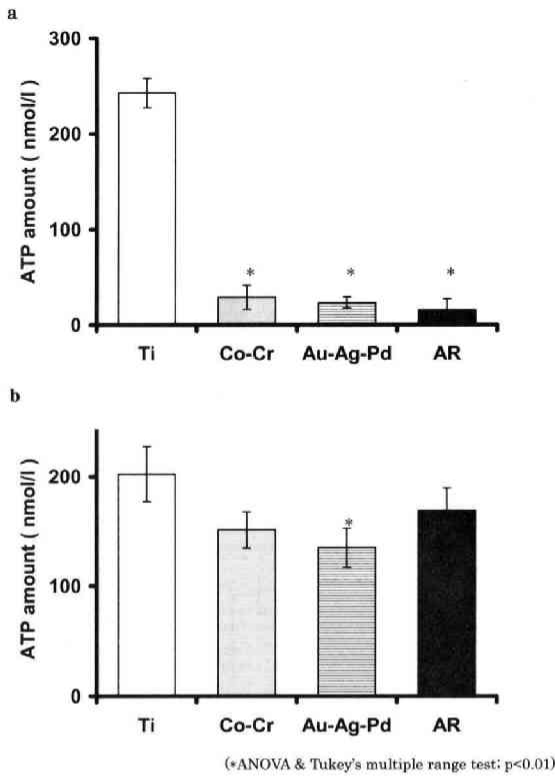 a
300
200
100
0
ATP amount ( nmol/l )
* * *
Ti Co-Cr Au-Ag-Pd AR
b
200
100
0
ATP amount ( nmol/l )
*
Ti Co-Cr Au-Ag-Pd AR
(*ANOVA & Tukey's multiple range test; p<0.01)